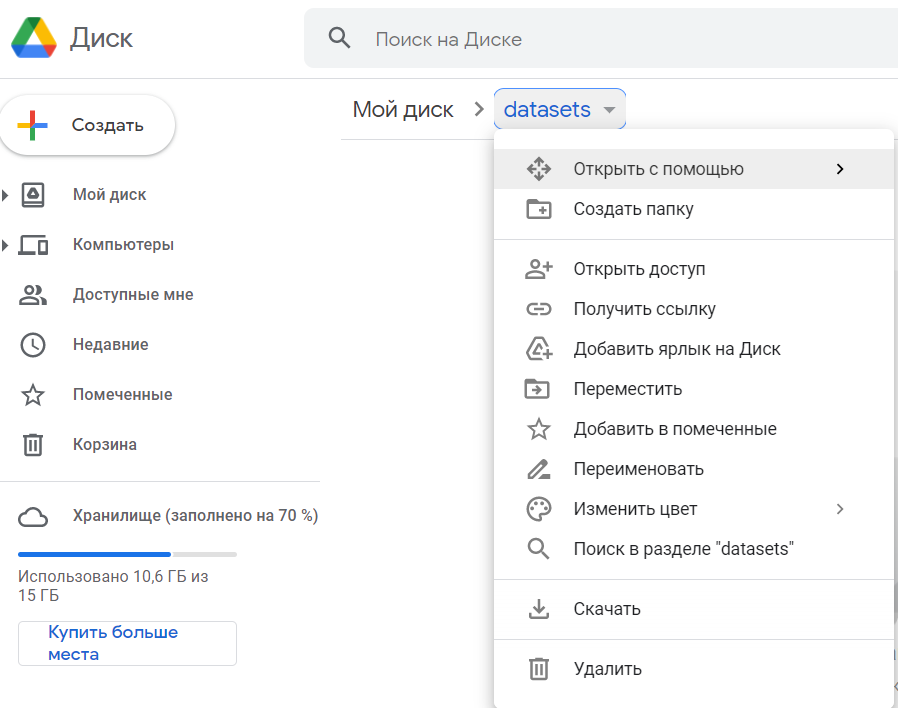 Диск
Поиск на Диске
Создать
Мой диск
Компьютеры
Доступные мне
Недавние
Помеченные
Корзина
Хранилище (заполнено на 70 %)
Использовано 10,6 ГБ из
15 ГБ
Купить больше
места
Мой диск datasets
Открыть с помощью
Создать папку
Открыть доступ
Получить ссылку
Добавить ярлык на Диск
Переместить
Добавить в помеченные
Переименовать
Изменить цвет
Поиск в разделе "datasets"
Скачать
Удалить